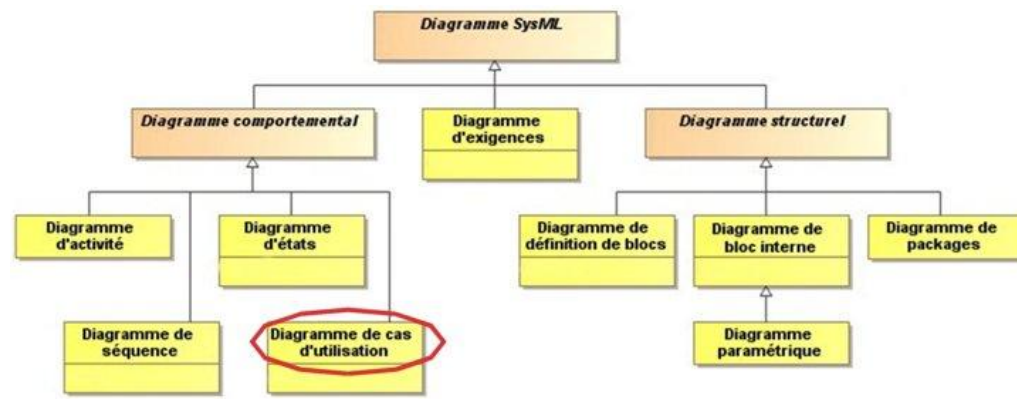 Diagramme SysML
Diagramme comportemental
Diagramme
d'exigences
Diagramme structurel
Diagramme
d'activité
Diagramme
d'états
Diagramme de
définition de blocs
Diagramme de
bloc interne
Diagramme de
packages
Diagramme de
séquence
Diagramme de cas
d'utilisation
Diagramme
paramétrique